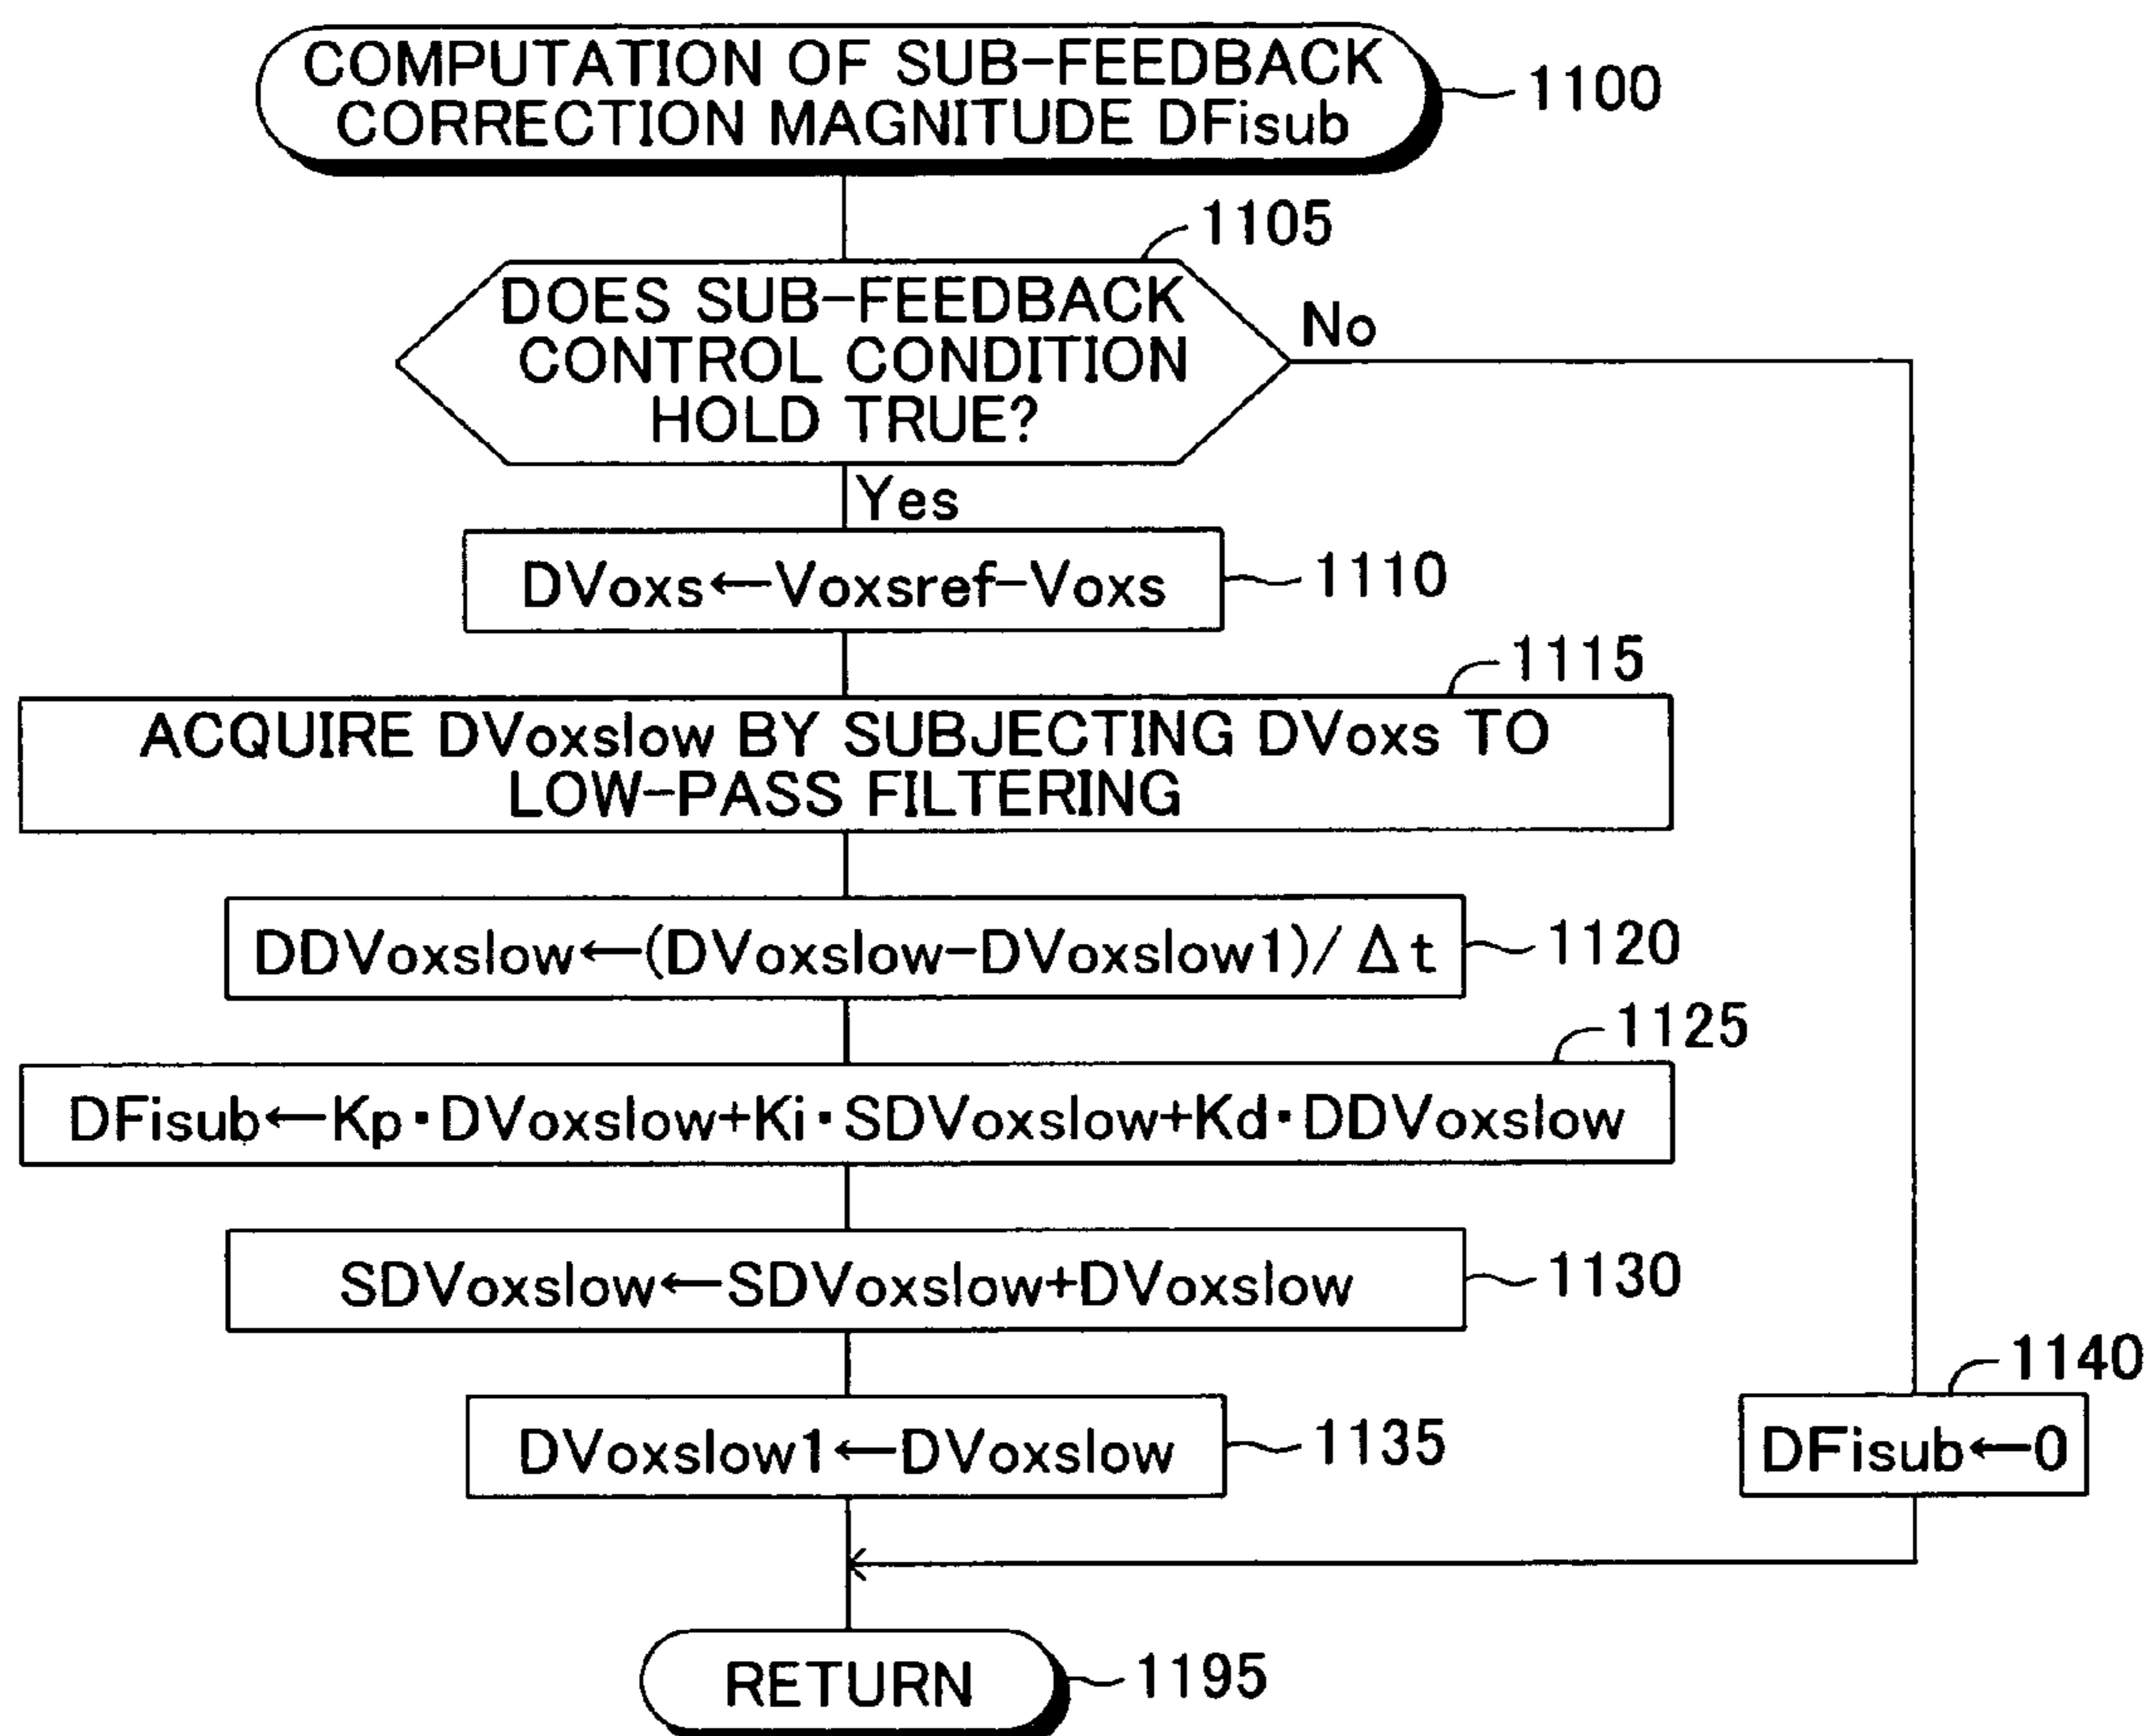 COMPUTATION OF SUB-FEEDBACK
CORRECTION MAGNITUDE DFisub
1100
1105
DOES SUB-FEEDBACK
CONTROL CONDITION
HOLD TRUE?
No
Yes
DVoxs←Voxsref-Voxs
1110
1115
ACQUIRE DVoxslow BY SUBJECTING DVoxs TO
LOW-PASS FILTERING
DDVoxslow←(DVoxslow-DVoxslow1)/Δt
1120
1125
DFisub←Kp・DVoxslow+Ki・SDVoxslow+Kd・DDVoxslow
SDVoxslow←SDVoxslow+DVoxslow
1130
DVoxslow1←DVoxslow
1135
1140
DFisub←0
RETURN
1195